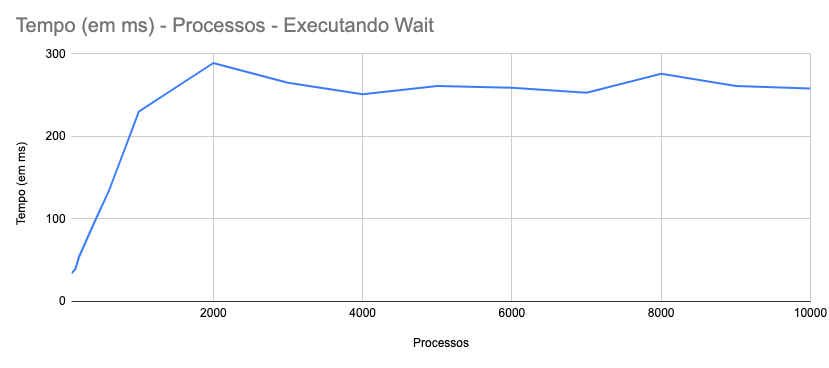 Tempo (em ms) - Processos - Executando Wait
300
200
100
0
Tempo (em ms)
2000 4000 6000 8000 10000
Processos